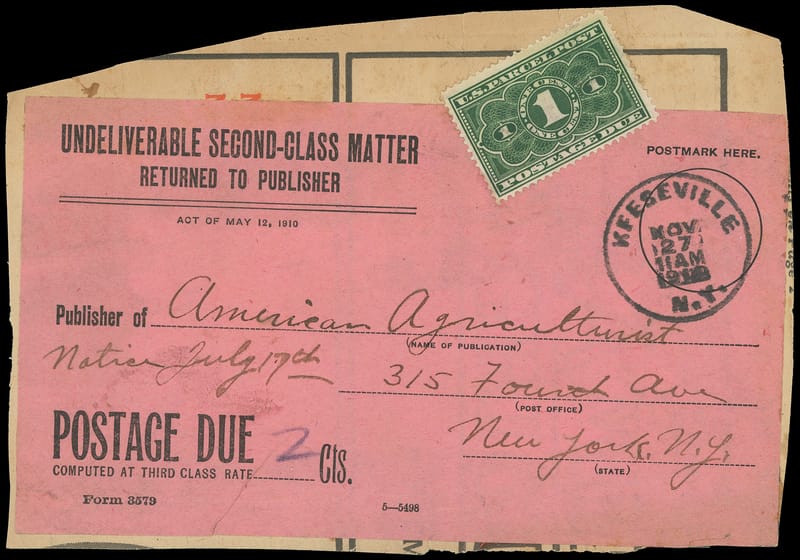 U.S. PARCEL POST
1 ONE CENT 1 ONE CENT 1
POSTAGE DUE
UNDELIVERABLE SECOND-CLASS MATTER
RETURNED TO PUBLISHER
ACT OF MAY 12, 1910
POSTMARK HERE.
KEESEVILLE
NOV
27
11AM
N.Y.
Publisher of American Agriculturist
(NAME OF PUBLICATION)
Notice July 17th
315 Fourth Ave
(POST OFFICE)
New York, N.Y.
(STATE)
POSTAGE DUE 2 Cts.
COMPUTED AT THIRD CLASS RATE
Form 3579
5—5498